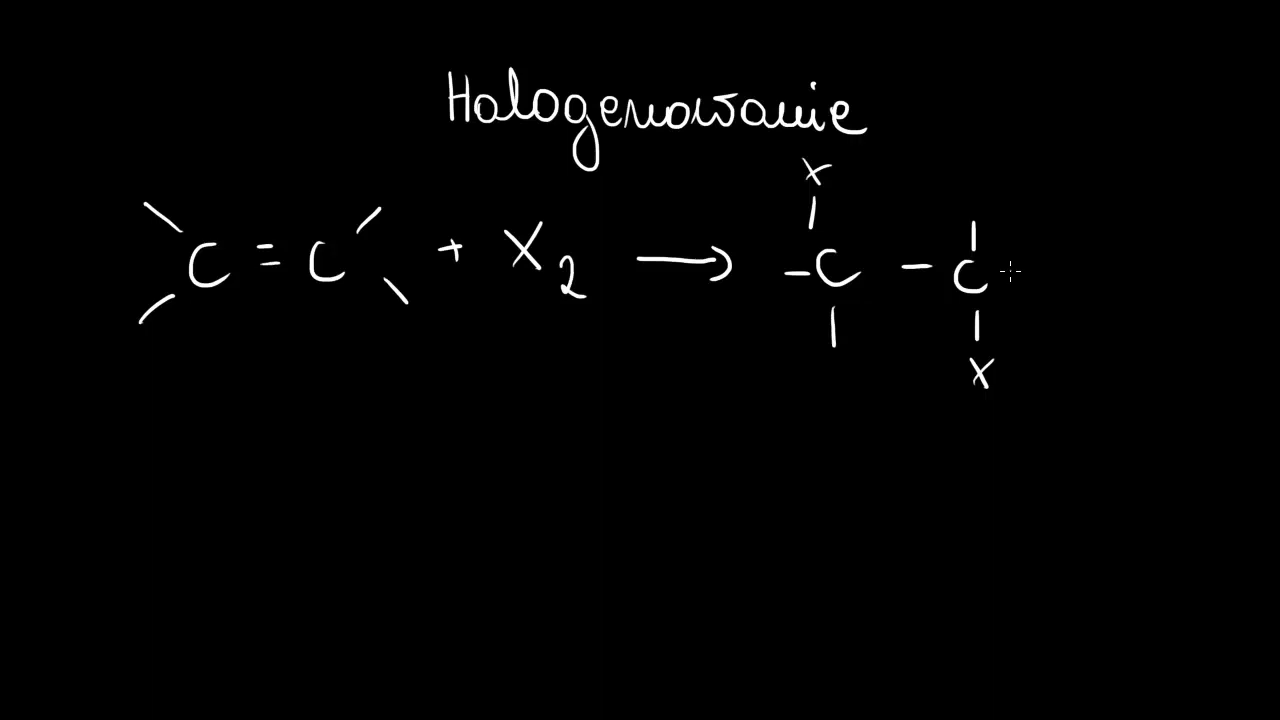 Halogenowanie
X
C = C + X₂ → - C - C
X